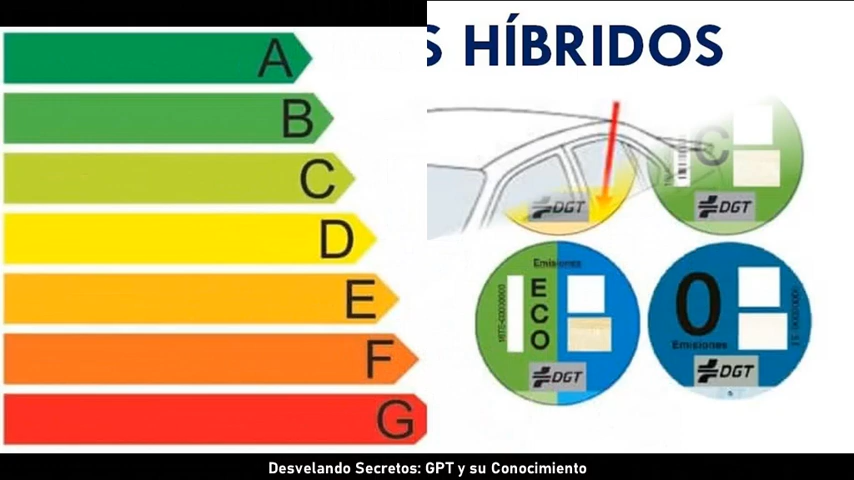 A
B
C
D
E
F
G
S HÍBRIDOS
C
DGT
DGT
Emisiones
ECO
DGT
0
Emisiones
DGT
Desvelando Secretos: GPT y su Conocimiento